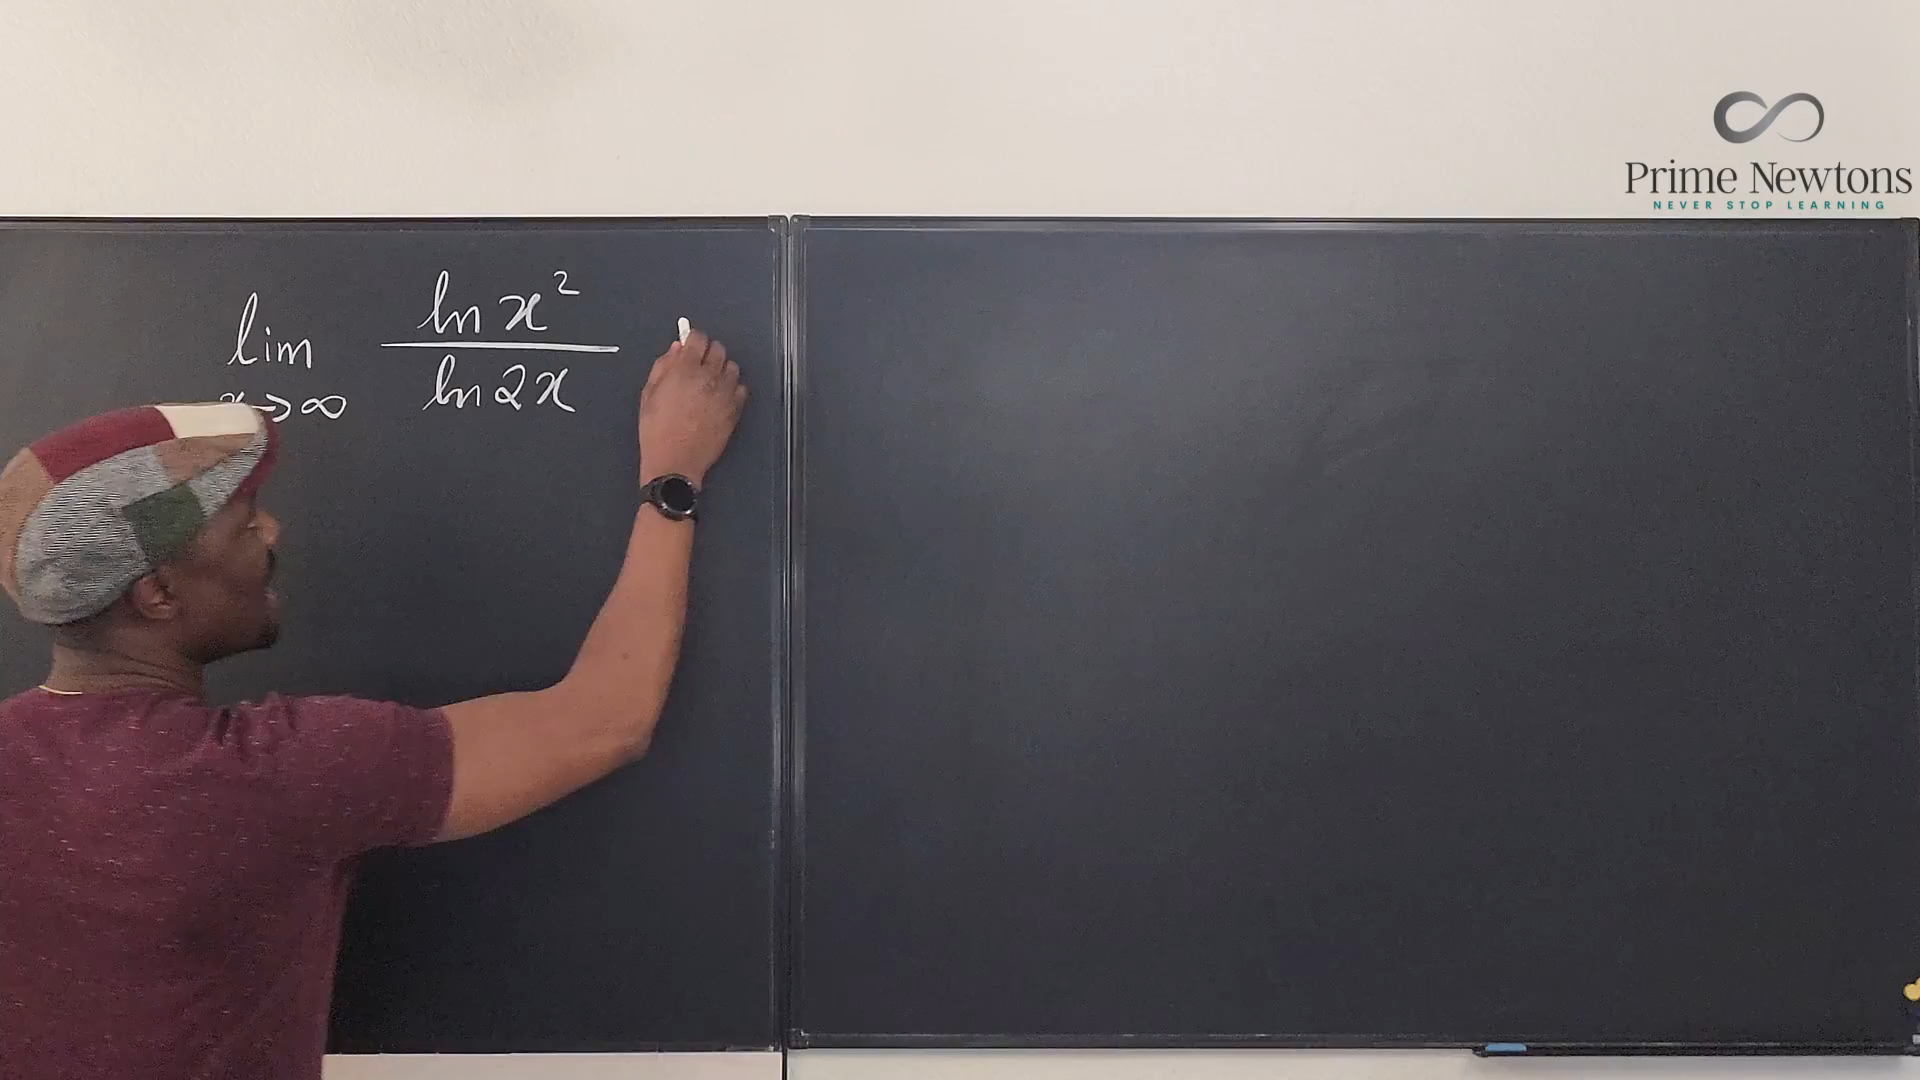 Prime Newtons
NEVER STOP LEARNING
ln x²
lim
ln 2x
x→∞